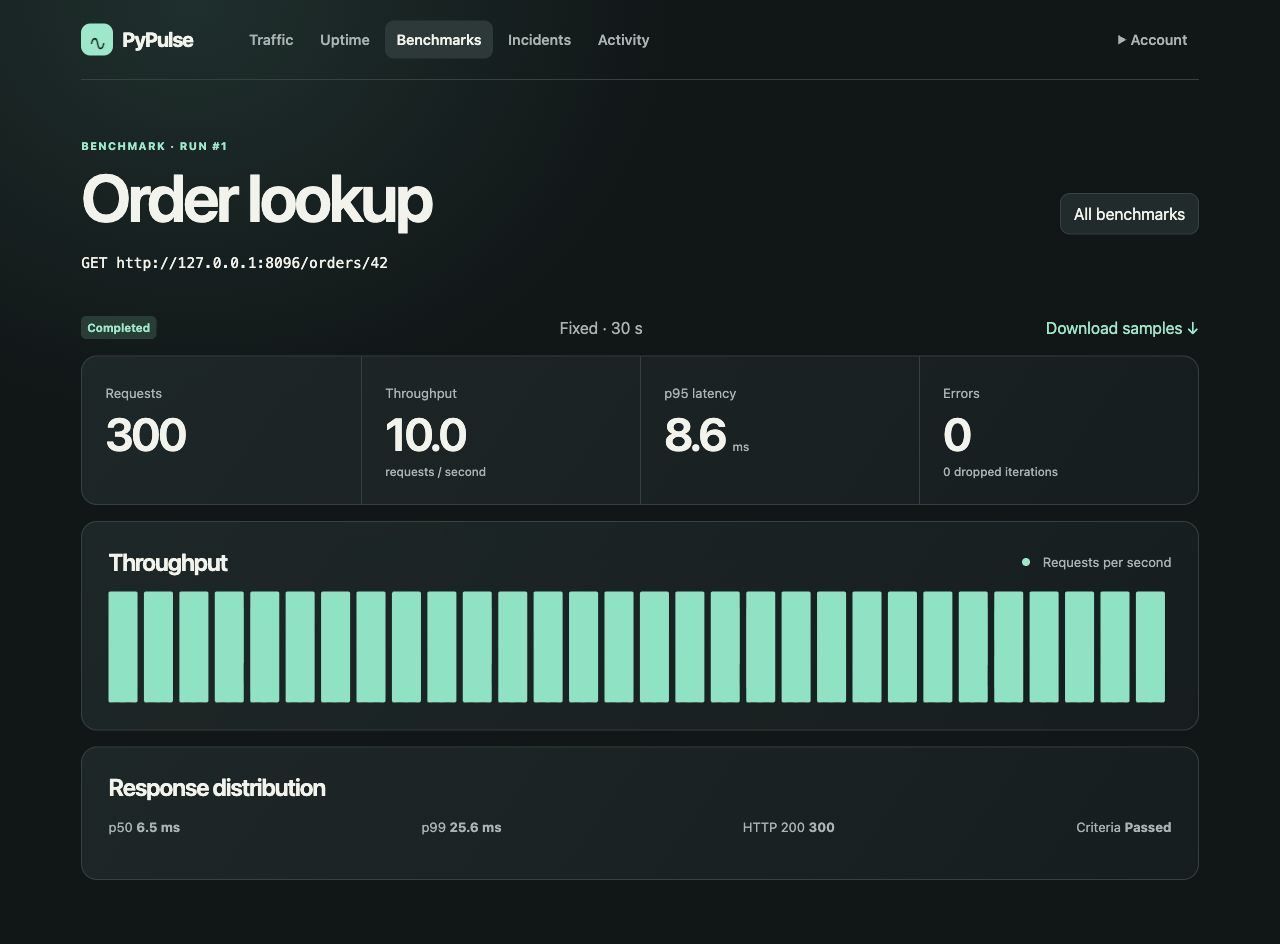 PyPulse Traffic Uptime Benchmarks Incidents Activity ▶ Account
BENCHMARK · RUN #1
Order lookup
All benchmarks
GET http://127.0.0.1:8096/orders/42
Completed Fixed · 30 s Download samples ↓
Requests Throughput p95 latency Errors
300 10.0 8.6 ms 0
requests / second 0 dropped iterations
Throughput Requests per second
Response distribution
p50 6.5 ms p99 25.6 ms HTTP 200 300 Criteria Passed